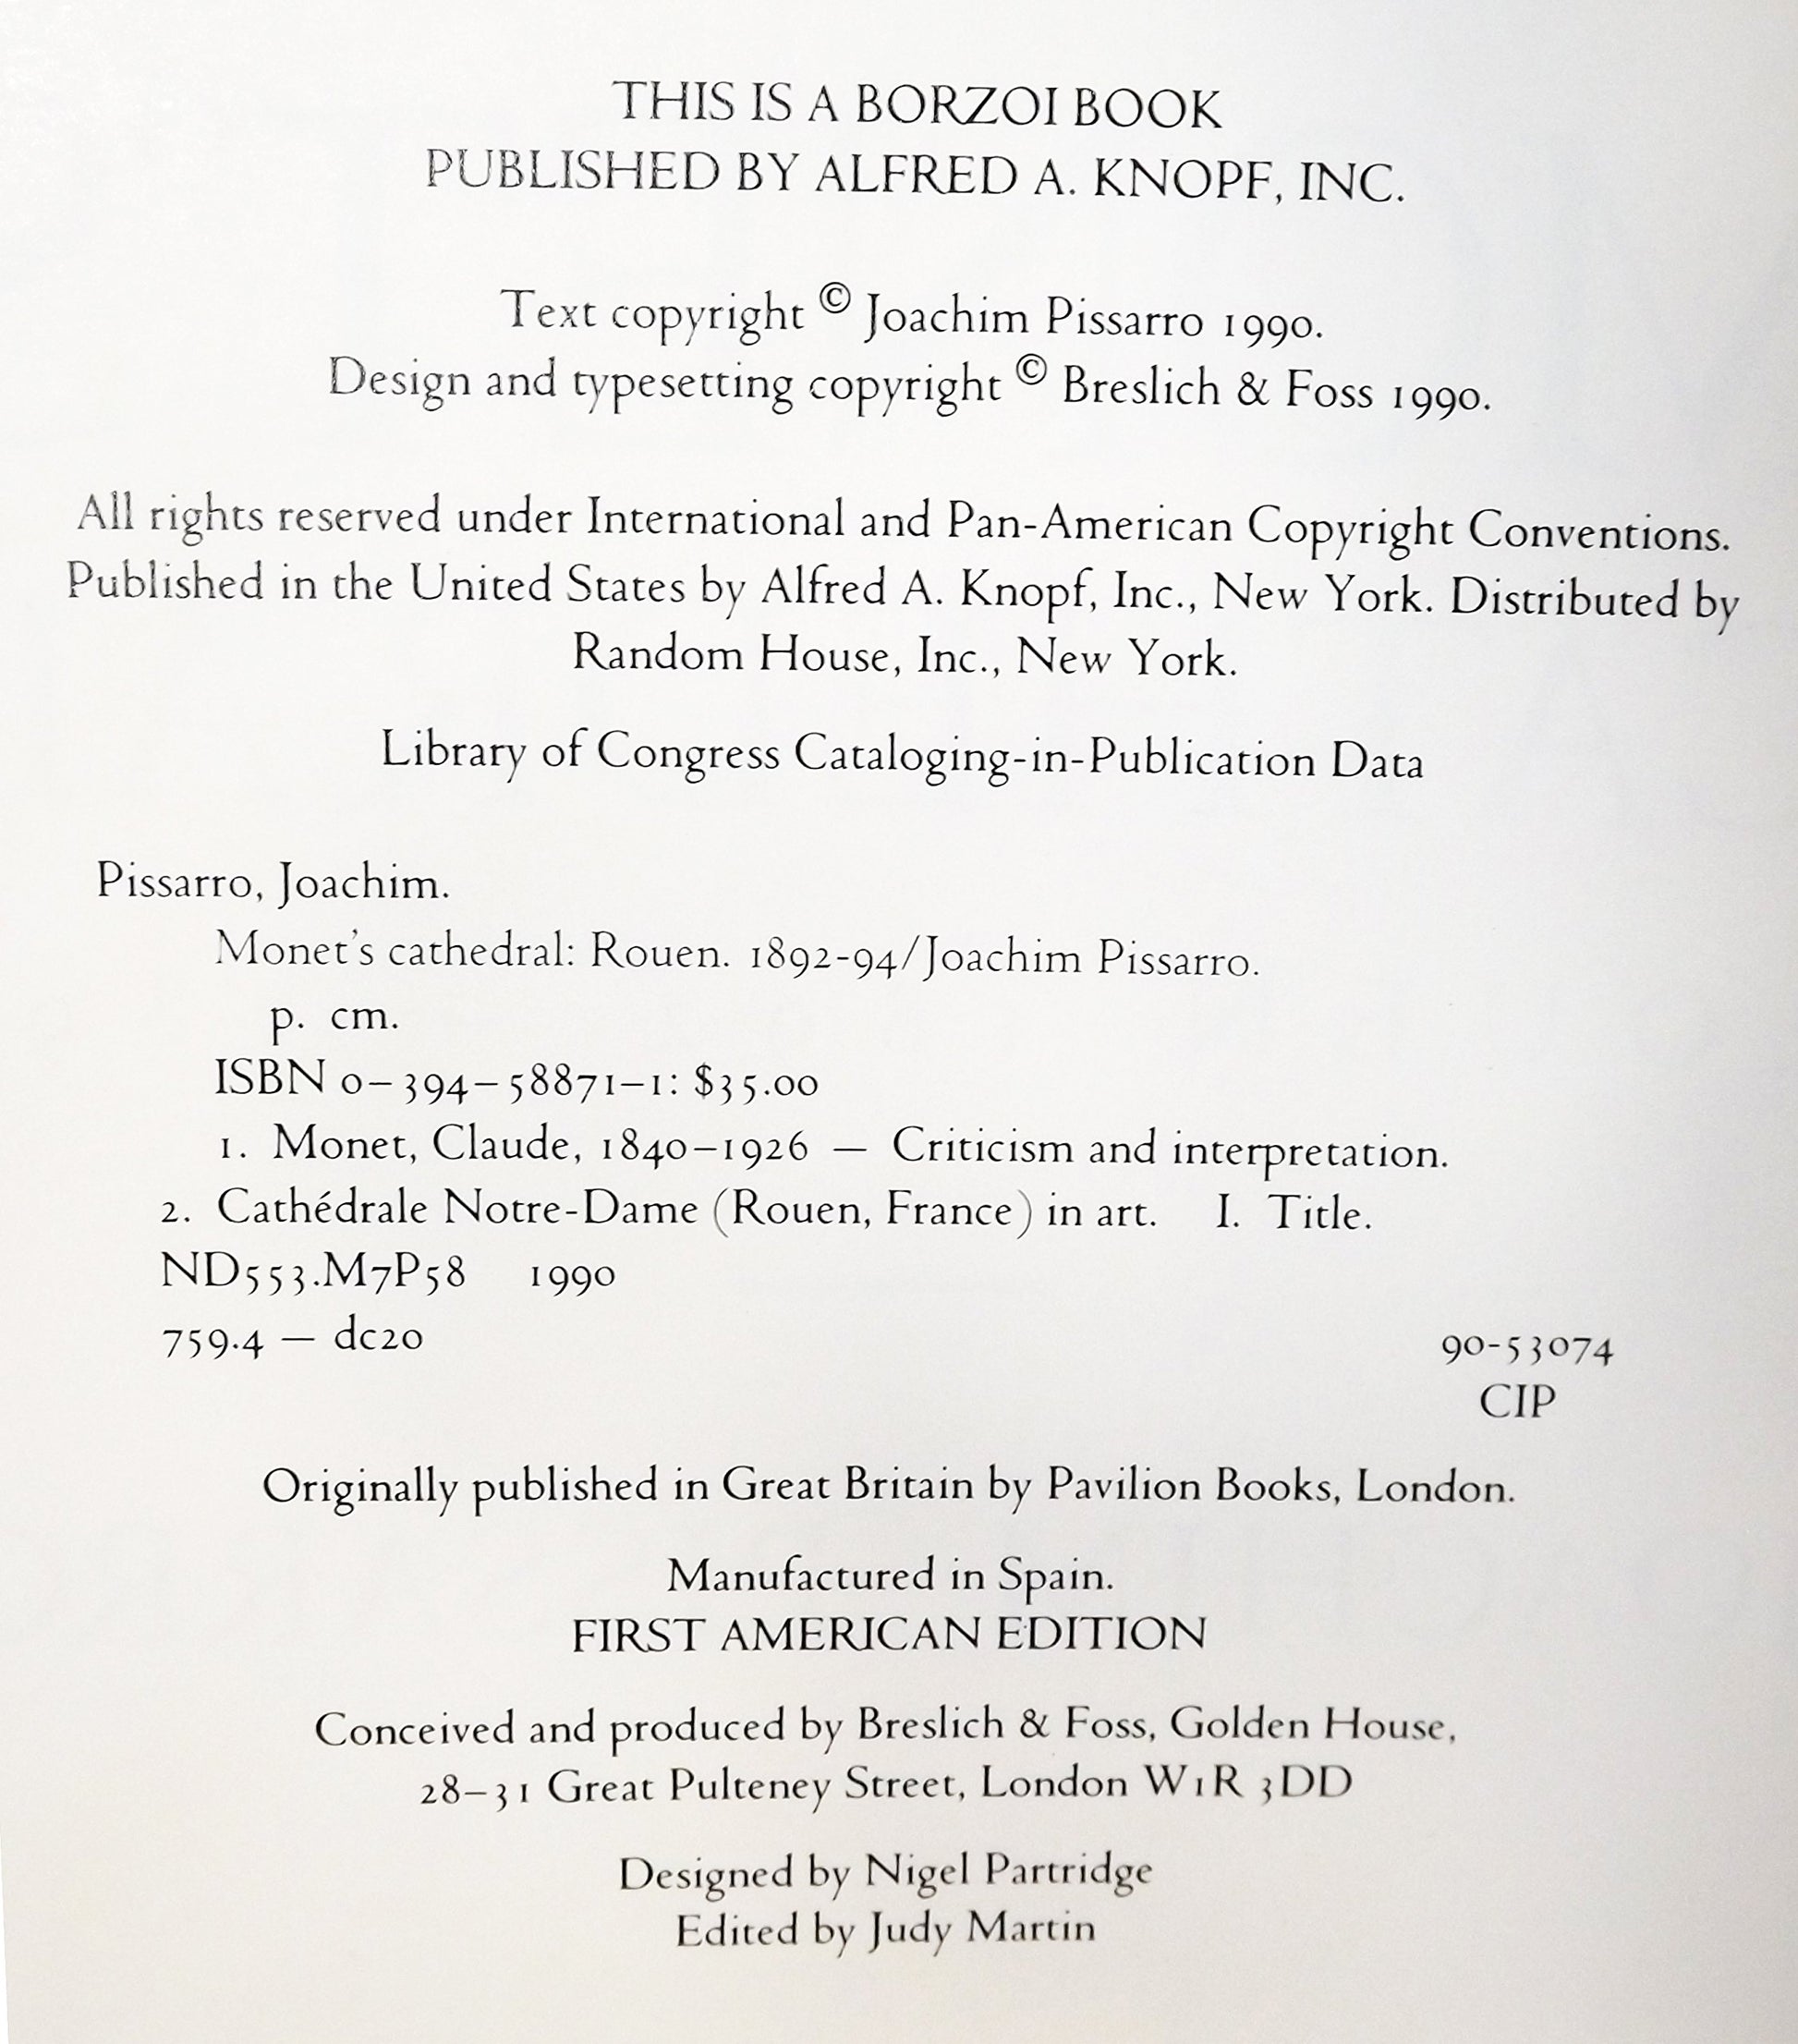 THIS IS A BORZOI BOOK
PUBLISHED BY ALFRED A. KNOPF, INC.
Text copyright © Joachim Pissarro 1990.
Design and typesetting copyright © Breslich & Foss 1990.
All rights reserved under International and Pan-American Copyright Conventions.
Published in the United States by Alfred A. Knopf, Inc., New York. Distributed by
Random House, Inc., New York.
Library of Congress Cataloging-in-Publication Data
Pissarro, Joachim.
Monet's cathedral: Rouen. 1892-94/Joachim Pissarro.
p. cm.
ISBN 0–394–58871–1: $35.00
1. Monet, Claude, 1840–1926 — Criticism and interpretation.
2. Cathédrale Notre-Dame (Rouen, France) in art. I. Title.
ND553.M7P58 1990
759.4 — dc20
90-53074
CIP
Originally published in Great Britain by Pavilion Books, London.
Manufactured in Spain.
FIRST AMERICAN EDITION
Conceived and produced by Breslich & Foss, Golden House,
28–31 Great Pulteney Street, London W1R 3DD
Designed by Nigel Partridge
Edited by Judy Martin